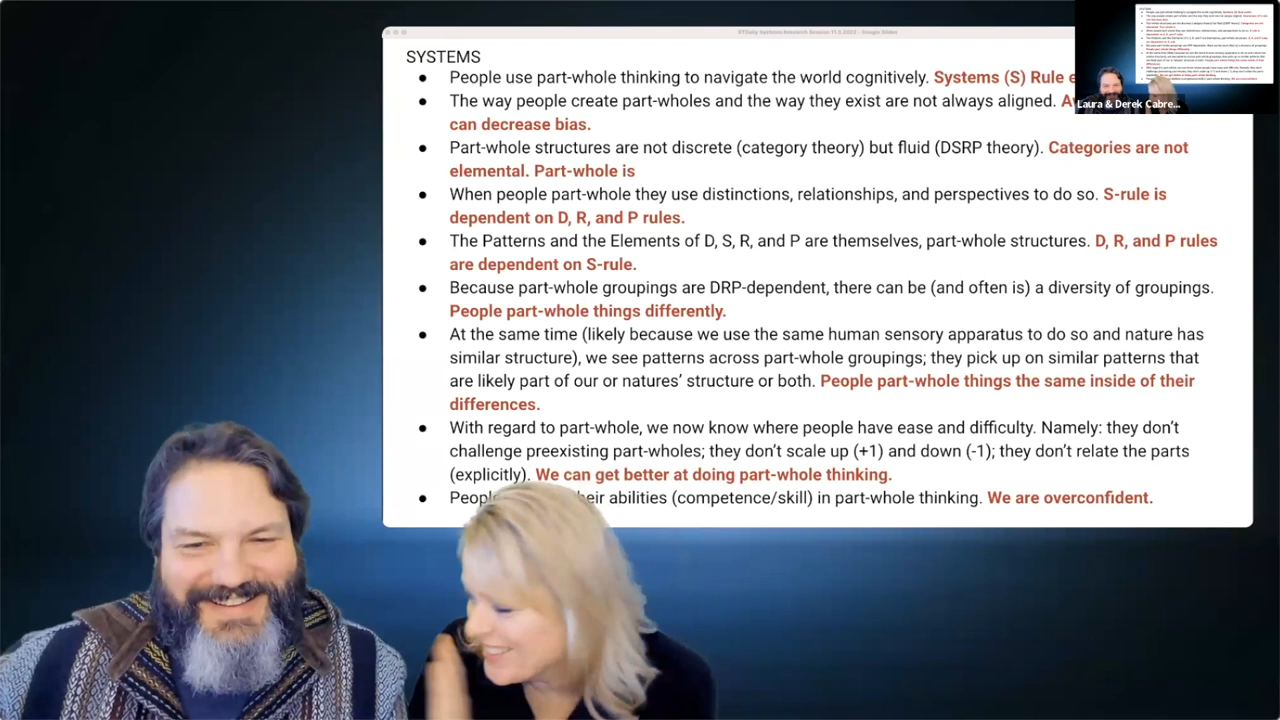 STDaily Systems Research Session 11.2.2023 - Google Slides
SYSTEM
part-whole thinking to navigate the world cognitively. Systems (S) Rule e
e way people create part-wholes and the way they exist are not always aligned.
can decrease bias.
Part-whole structures are not discrete (category theory) but fluid (DSRP theory). Categories are not
elemental. Part-whole is
When people part-whole they use distinctions, relationships, and perspectives to do so. S-rule is
dependent on D, R, and P rules.
The Patterns and the Elements of D, S, R, and P are themselves, part-whole structures. D, R, and P rules
are dependent on S-rule.
Because part-whole groupings are DRP-dependent, there can be (and often is) a diversity of groupings.
People part-whole things differently.
At the same time (likely because we use the same human sensory apparatus to do so and nature has
similar structure), we see patterns across part-whole groupings; they pick up on similar patterns that
are likely part of our or natures’ structure or both. People part-whole things the same inside of their
differences.
With regard to part-whole, we now know where people have ease and difficulty. Namely: they don’t
challenge preexisting part-wholes; they don’t scale up (+1) and down (-1); they don’t relate the parts
(explicitly). We can get better at doing part-whole thinking.
Peop heir abilities (competence/skill) in part-whole thinking. We are overconfident.
Laura & Derek Cabre...